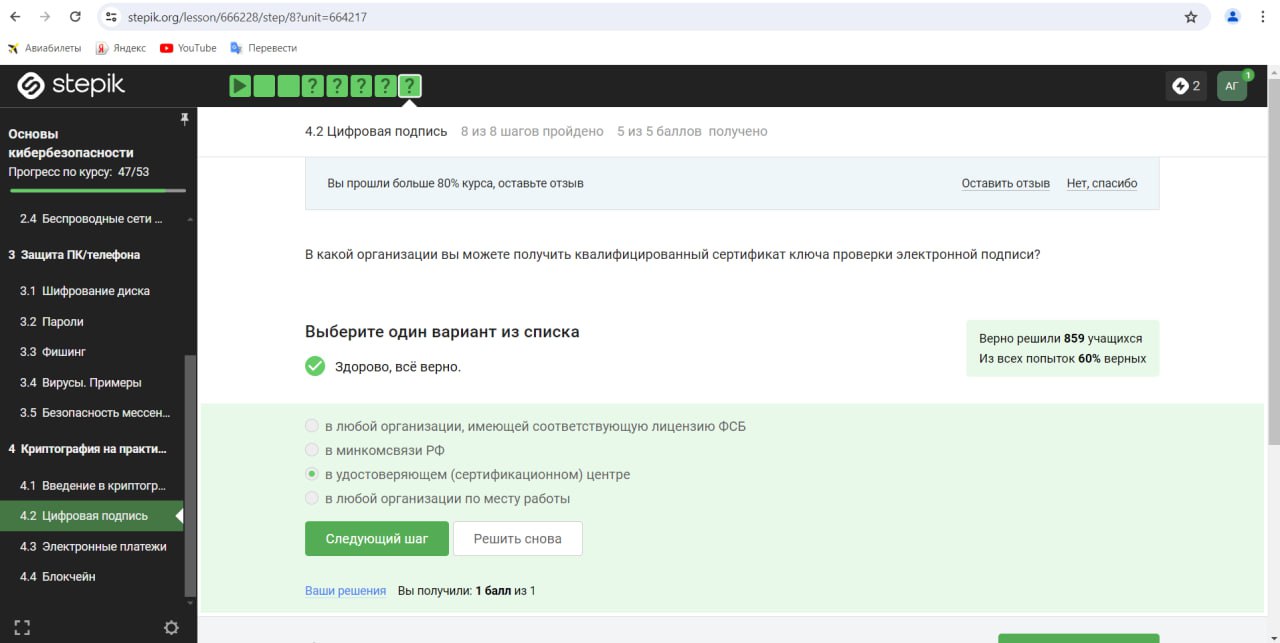 stepik.org/lesson/666228/step/8?unit=664217
Авиабилеты Яндекс YouTube Перевести
stepik
? ? ? ? ?
2
АГ
1
Основы
кибербезопасности
Прогресс по курсу: 47/53
2.4 Беспроводные сети ...
3 Защита ПК/телефона
3.1 Шифрование диска
3.2 Пароли
3.3 Фишинг
3.4 Вирусы. Примеры
3.5 Безопасность мессен...
4 Криптография на практи...
4.1 Введение в криптогр...
4.2 Цифровая подпись
4.3 Электронные платежи
4.4 Блокчейн
4.2 Цифровая подпись 8 из 8 шагов пройдено 5 из 5 баллов получено
Вы прошли больше 80% курса, оставьте отзыв
Оставить отзыв Нет, спасибо
В какой организации вы можете получить квалифицированный сертификат ключа проверки электронной подписи?
Выберите один вариант из списка
Здорово, всё верно.
Верно решили 859 учащихся
Из всех попыток 60% верных
в любой организации, имеющей соответствующую лицензию ФСБ
в минкомсвязи РФ
в удостоверяющем (сертификационном) центре
в любой организации по месту работы
Следующий шаг Решить снова
Ваши решения Вы получили: 1 балл из 1